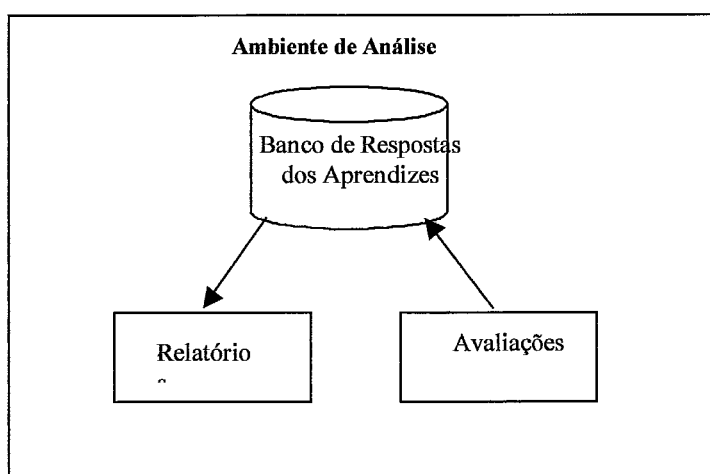 Ambiente de Análise
Banco de Respostas
dos Aprendizes
Relatório
Avaliações